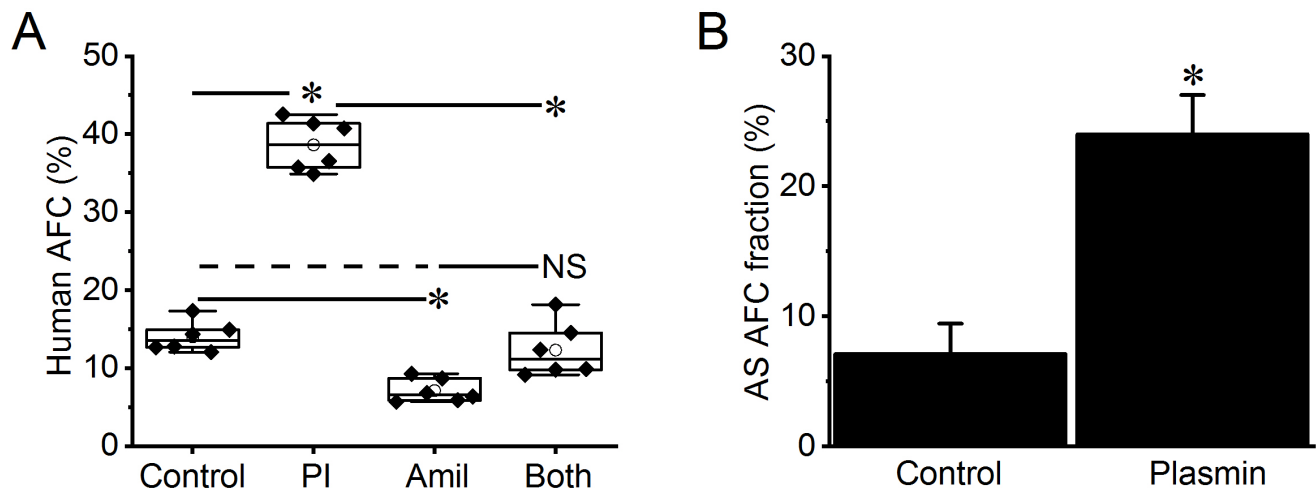 A
Human AFC (%)
50
40
30
20
10
0
*
*
NS
*
Control PI Amil Both
B
AS AFC fraction (%)
30
20
10
0
*
Control Plasmin